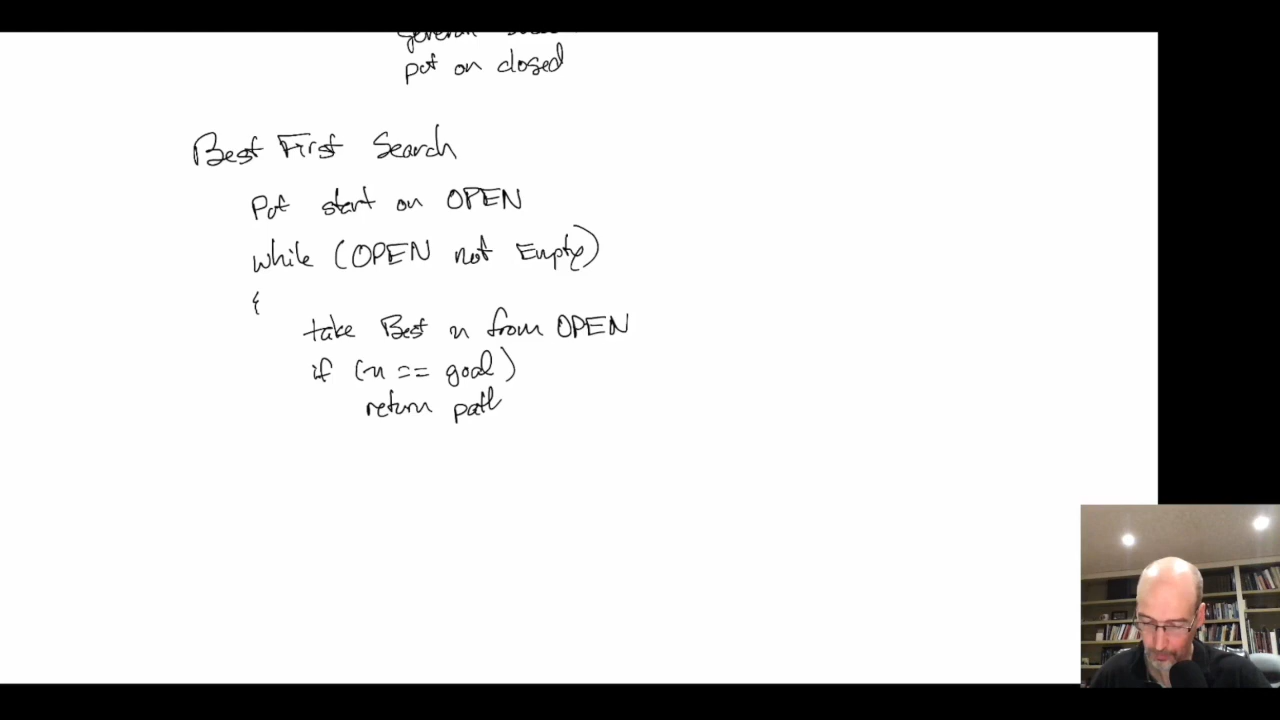 put on closed
Best First Search
Put start on OPEN
while (OPEN not Empty)
{
take Best n from OPEN
if (n == goal)
return path